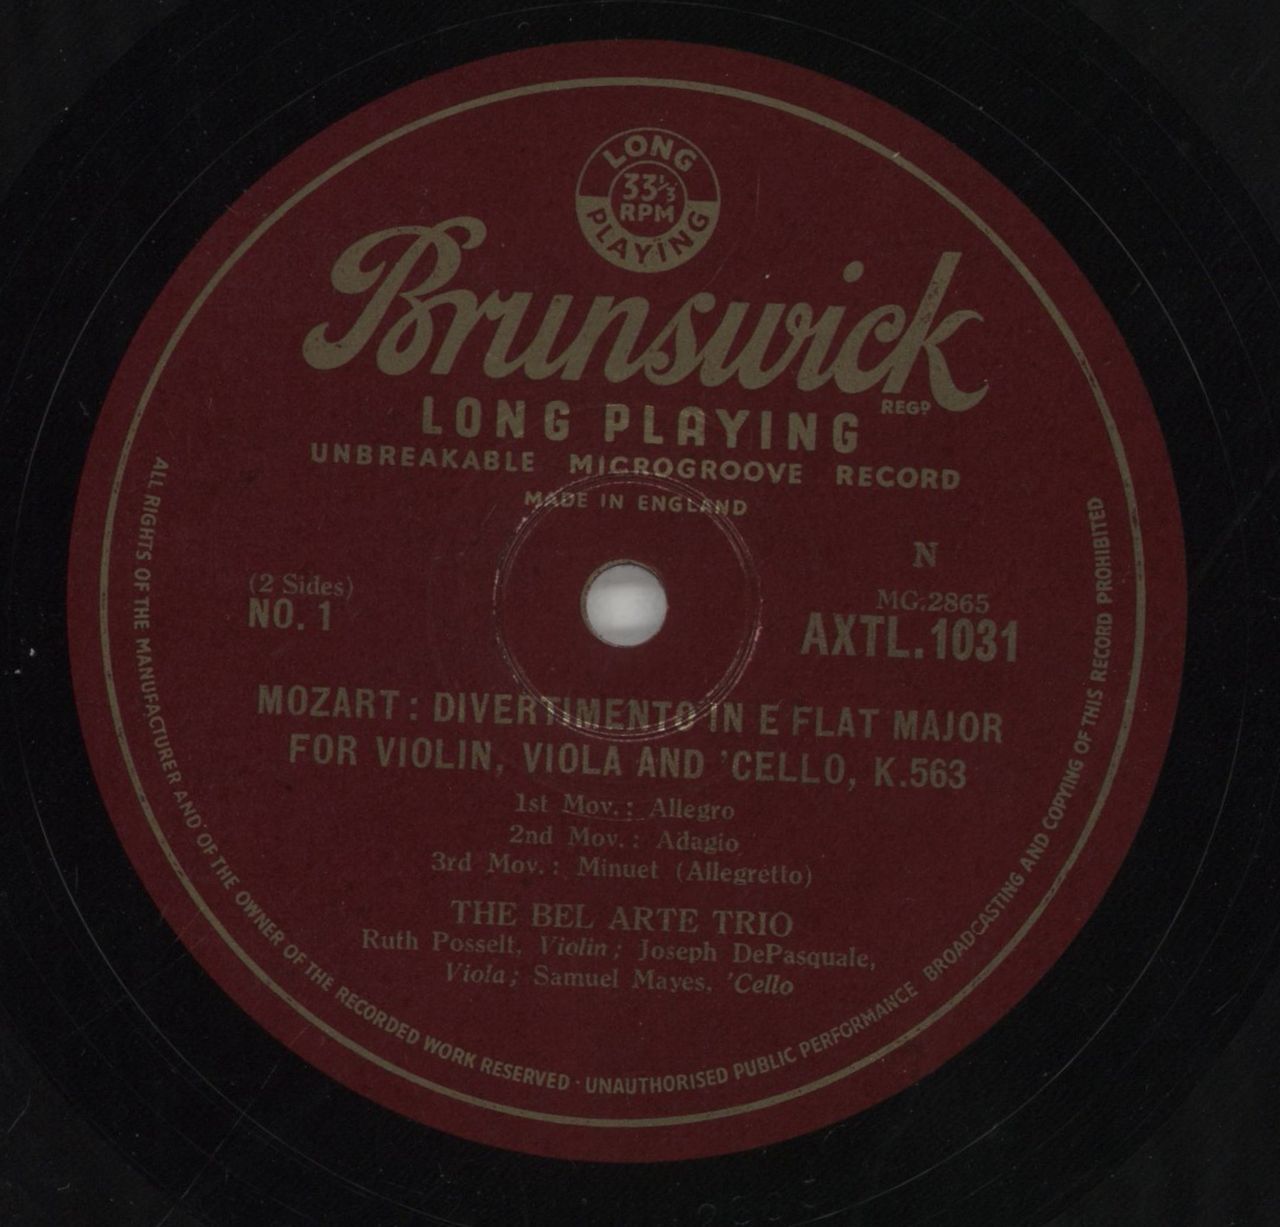 LONG
33⅓
RPM
PLAYING
Brunswick
REGD
LONG PLAYING
UNBREAKABLE MICROGROOVE RECORD
MADE IN ENGLAND
N
(2 Sides)
NO. 1
MG.2865
AXTL.1031
MOZART: DIVERTIMENTO IN E FLAT MAJOR
FOR VIOLIN, VIOLA AND 'CELLO, K.563
1st Mov.: Allegro
2nd Mov.: Adagio
3rd Mov.: Minuet (Allegretto)
THE BEL ARTE TRIO
Ruth Posselt, Violin; Joseph DePasquale,
Viola; Samuel Mayes, 'Cello
ALL RIGHTS OF THE MANUFACTURER AND OF THE OWNER OF THE RECORDED WORK RESERVED · UNAUTHORISED PUBLIC PERFORMANCE BROADCASTING AND COPYING OF THIS RECORD PROHIBITED